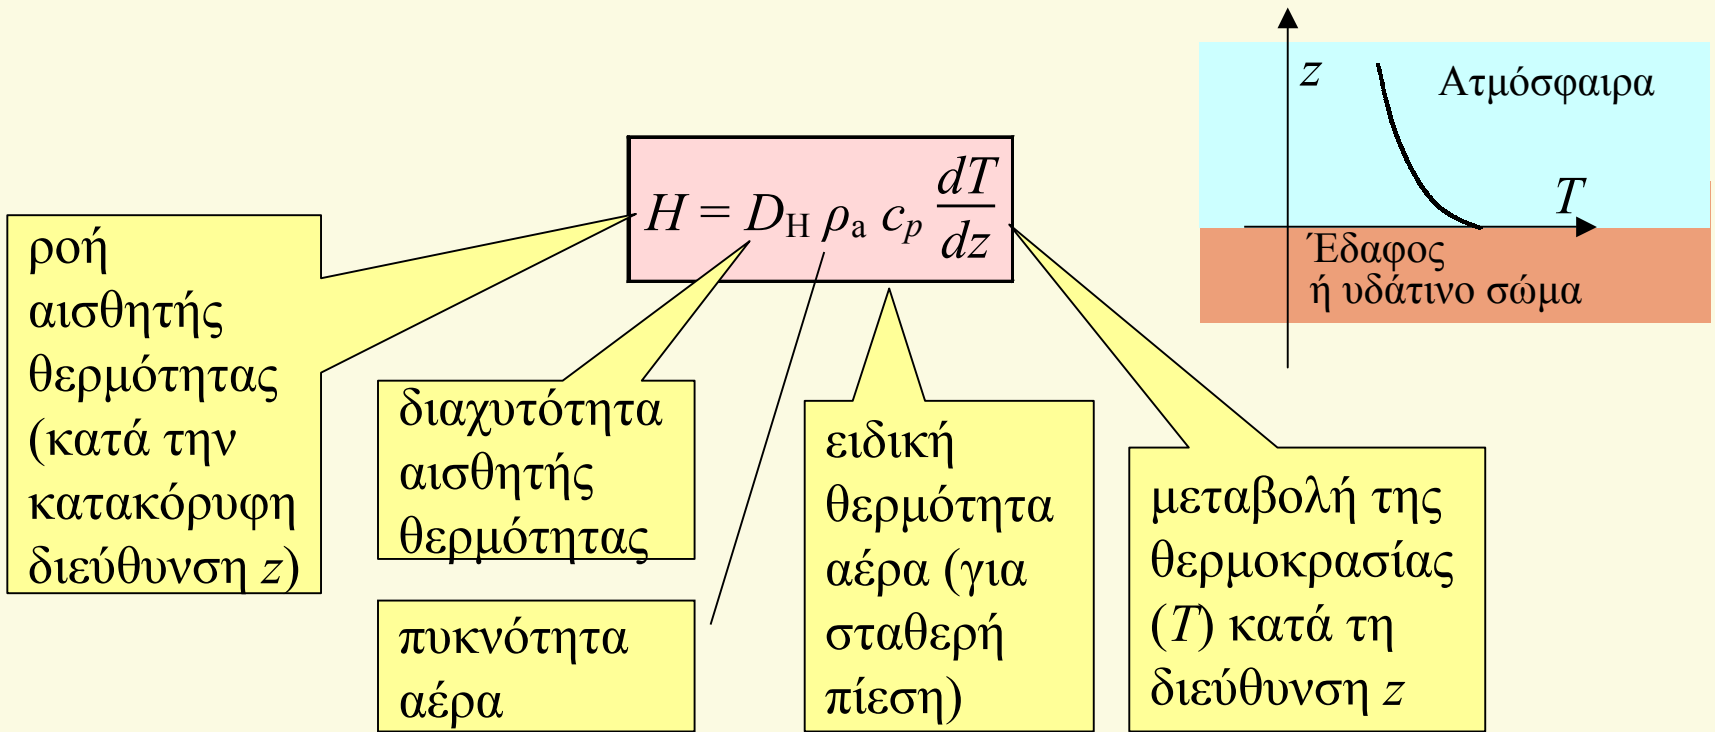 z
Ατμόσφαιρα
T
Έδαφος
ή υδάτινο σώμα
H = D_H ρ_a c_p dT/dz
ροή
αισθητής
θερμότητας
(κατά την
κατακόρυφη
διεύθυνση z)
διαχυτότητα
αισθητής
θερμότητας
πυκνότητα
αέρα
ειδική
θερμότητα
αέρα (για
σταθερή
πίεση)
μεταβολή της
θερμοκρασίας
(T) κατά τη
διεύθυνση z